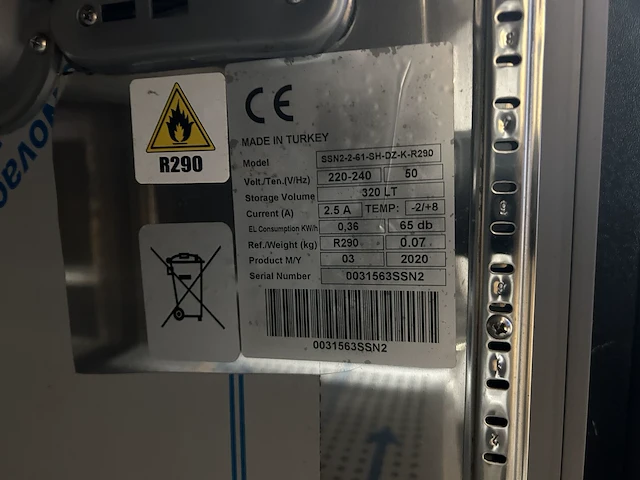 CE
MADE IN TURKEY
R290
Model SSN2-2-61-SH-DZ-K-R290
Volt./Ten.(V/Hz) 220-240 50
Storage Volume 320 LT
Current (A) 2.5 A TEMP: -2/+8
EL Consumption KW/h 0,36 65 db
Ref./Weight (kg) R290 0.07
Product M/Y 03 2020
Serial Number 0031563SSN2
0031563SSN2